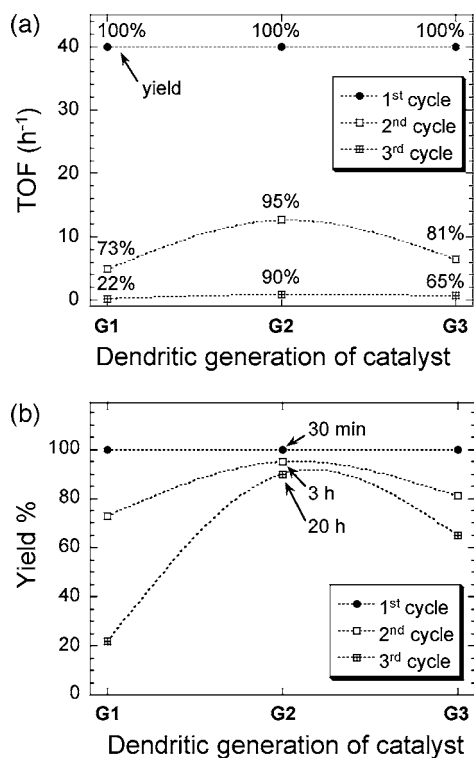 (a)
100% 100% 100%
40
yield
30
20
10
0
TOF (h⁻¹)
1st cycle
2nd cycle
3rd cycle
95%
73%
81%
22%
90%
65%
G1 G2 G3
Dendritic generation of catalyst
(b)
30 min
100
3 h
80
20 h
60
40
20
0
Yield %
1st cycle
2nd cycle
3rd cycle
G1 G2 G3
Dendritic generation of catalyst